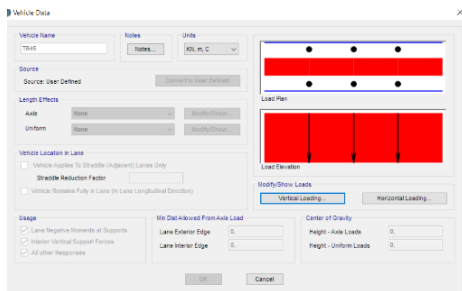 Vehicle Data
Vehicle Name
TB45
Notes
Notes...
Units
KN, m, C
Source
Source: User Defined
Convert to User Defined
Length Effects
Axle
None
Modify/Show...
Uniform
None
Modify/Show...
Load Plan
Load Elevation
Vehicle Location in Lane
Vehicle Applies To Straddle (Adjacent) Lanes Only
Straddle Reduction Factor
Vehicle Remains Fully in Lane (In Lane Longitudinal Direction)
Modify/Show Loads
Vertical Loading...
Horizontal Loading...
Usage
Lane Negative Moments at Supports
Interior Vertical Support Forces
All other Responses
Min Dist Allowed From Axle Load
Lane Exterior Edge
0,
Lane Interior Edge
0,
Center of Gravity
Height - Axle Loads
0,
Height - Uniform Loads
0,
OK
Cancel